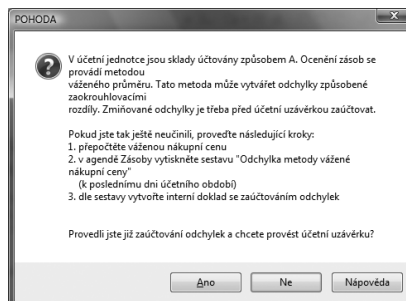 POHODA
V účetní jednotce jsou sklady účtovány způsobem A. Ocenění zásob se
provádí metodou
váženého průměru. Tato metoda může vytvářet odchylky způsobené
zaokrouhlovacími
rozdíly. Zmiňované odchylky je třeba před účetní uzávěrkou zaúčtovat.
Pokud jste tak ještě neučinili, proveďte následující kroky:
1. přepočtěte váženou nákupní cenu
2. v agendě Zásoby vytiskněte sestavu "Odchylka metody vážené
nákupní ceny"
(k poslednímu dni účetního období)
3. dle sestavy vytvořte interní doklad se zaúčtováním odchylek
Provedli jste již zaúčtování odchylek a chcete provést účetní uzávěrku?
Ano Ne Nápověda